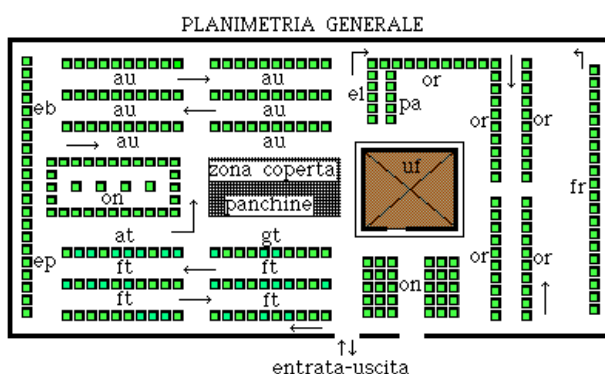 PLANIMETRIA GENERALE
au au or
el
eb au au pa
or or
au au
zona coperta uf
on panchine fr
at gt
ep ft ft or or
on
ft ft
entrata-uscita